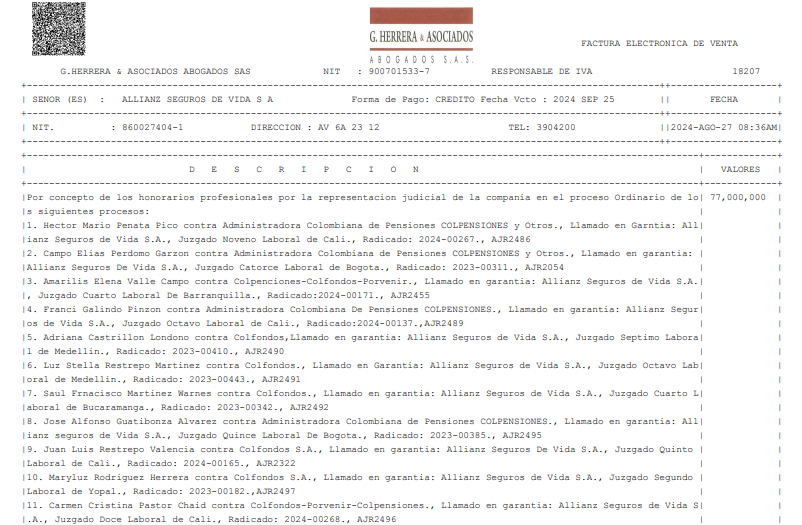 G. HERRERA & ASOCIADOS
ABOGADOS S.A.S.
FACTURA ELECTRONICA DE VENTA
G.HERRERA & ASOCIADOS ABOGADOS SAS NIT : 900701533-7 RESPONSABLE DE IVA 18207
SENOR (ES) : ALLIANZ SEGUROS DE VIDA S A Forma de Pago: CREDITO Fecha Vcto : 2024 SEP 25 || FECHA
NIT. : 860027404-1 DIRECCION : AV 6A 23 12 TEL: 3904200 ||2024-AGO-27 08:36AM|
D E S C R I P C I O N | VALORES
|Por concepto de los honorarios profesionales por la representacion judicial de la compania en el proceso Ordinario de lo| 77,000,000
|s siguientes procesos:
|1. Hector Mario Penata Pico contra Administradora Colombiana de Pensiones COLPENSIONES y Otros., Llamado en Garntia: All|
|ianz Seguros de Vida S.A., Juzgado Noveno Laboral de Cali., Radicado: 2024-00267., AJR2486
|2. Campo Elias Perdomo Garzon contra Administradora Colombiana de Pensiones COLPENSIONES y Otros., Llamado en garantia: |
|Allianz Seguros De Vida S.A., Juzgado Catorce Laboral de Bogota., Radicado: 2023-00311., AJR2054
|3. Amarilis Elena Valle Campo contra Colpenciones-Colfondos-Porvenir., Llamado en garantia: Allianz Seguros de Vida S.A.|
|, Juzgado Cuarto Laboral De Barranquilla., Radicado:2024-00171., AJR2455
|4. Franci Galindo Pinzon contra Administradora Colombiana De Pensiones COLPENSIONES., Llamado en garantia: Allianz Segur|
|os de Vida S.A., Juzgado Octavo Laboral de Cali., Radicado:2024-00137.,AJR2489
|5. Adriana Castrillon Londono contra Colfondos,Llamado en garantia: Allianz Seguros de Vida S.A., Juzgado Septimo Labora|
|l de Medellin., Radicado: 2023-00410., AJR2490
|6. Luz Stella Restrepo Martinez contra Colfondos., Llamado en Garantia: Allianz Seguros de Vida S.A., Juzgado Octavo Lab|
|oral de Medellin., Radicado: 2023-00443., AJR2491
|7. Saul Frnacisco Martinez Warnes contra Colfondos., Llamado en garantia: Allianz Seguros de Vida S.A., Juzgado Cuarto L|
|aboral de Bucaramanga., Radicado: 2023-00342., AJR2492
|8. Jose Alfonso Guatibonza Alvarez contra Administradora Colombiana de Pensiones COLPENSIONES., Llamado en garantia: All|
|ianz seguros de Vida S.A., Juzgado Quince Laboral De Bogota., Radicado: 2023-00385., AJR2495
|9. Juan Luis Restrepo Valencia contra Colfondos S.A., Llamado en garantia: Allianz Seguros De Vida S.A., Juzgado Quinto |
|Laboral de Cali., Radicado: 2024-00165., AJR2322
|10. Maryluz Rodriguez Herrera contra Colfondos S.A., Llamado en garantia: Allianz Seguros de Vida S.A., Juzgado Segundo |
|Laboral de Yopal., Radicado: 2023-00182.,AJR2497
|11. Carmen Cristina Pastor Chaid contra Colfondos-Porvenir-Colpensiones., Llamado en garantia: Allianz Seguros de Vida S|
|.A., Juzgado Doce Laboral de Cali., Radicado: 2024-00268., AJR2496